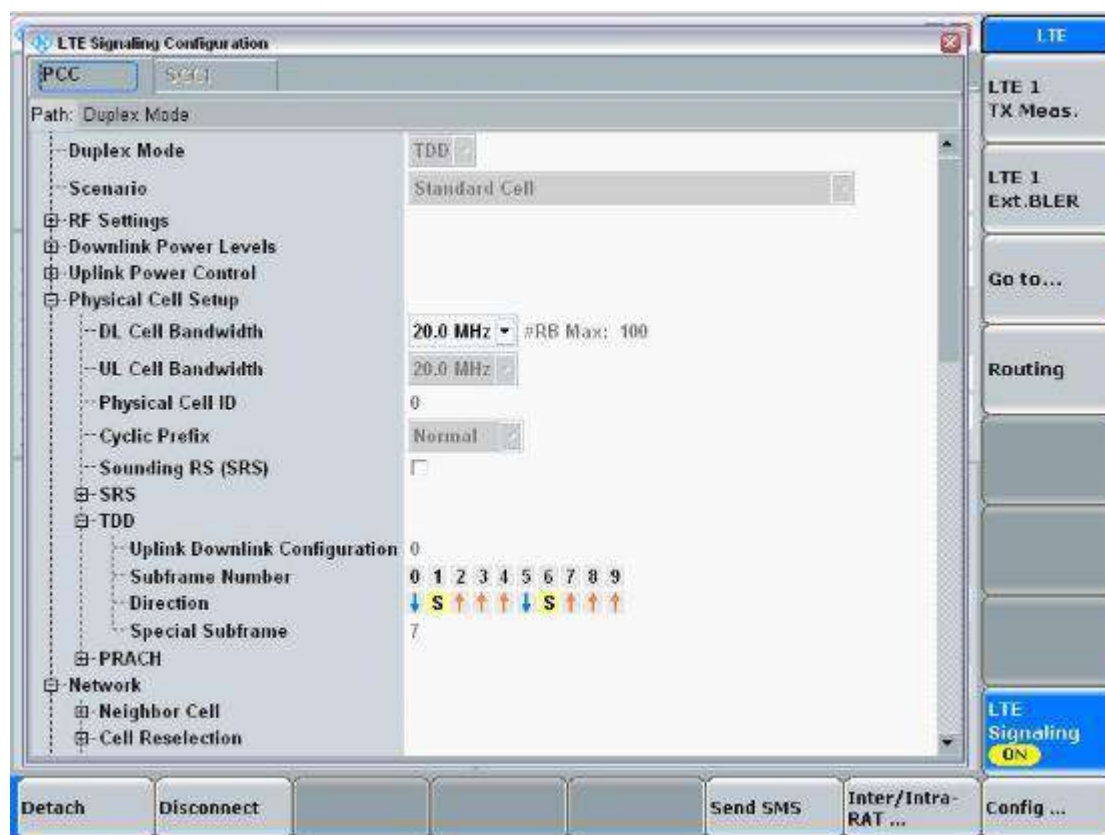 LTE Signaling Configuration
LTE
PCC
Path: Duplex Mode
Duplex Mode TDD
Scenario Standard Cell
RF Settings
Downlink Power Levels
Uplink Power Control
Physical Cell Setup
DL Cell Bandwidth 20.0 MHz #RB Max: 100
UL Cell Bandwidth 20.0 MHz
Physical Cell ID 0
Cyclic Prefix Normal
Sounding RS (SRS)
SRS
TDD
Uplink Downlink Configuration 0
Subframe Number 0 1 2 3 4 5 6 7 8 9
Direction ↓ S ↑ ↑ ↑ ↓ S ↑ ↑ ↑
Special Subframe 7
PRACH
Network
Neighbor Cell
Cell Reselection
LTE 1
TX Meas.
LTE 1
Ext.BLER
Go to...
Routing
LTE
Signaling
ON
Detach
Disconnect
Send SMS
Inter/Intra-
RAT ...
Config ...